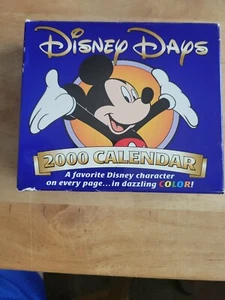 Disney Days
2000 CALENDAR
A favorite Disney character
on every page...in dazzling COLOR!